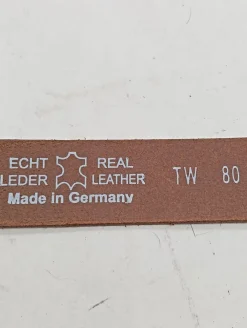 ECHT REAL
LEDER LEATHER TW 80
Made in Germany